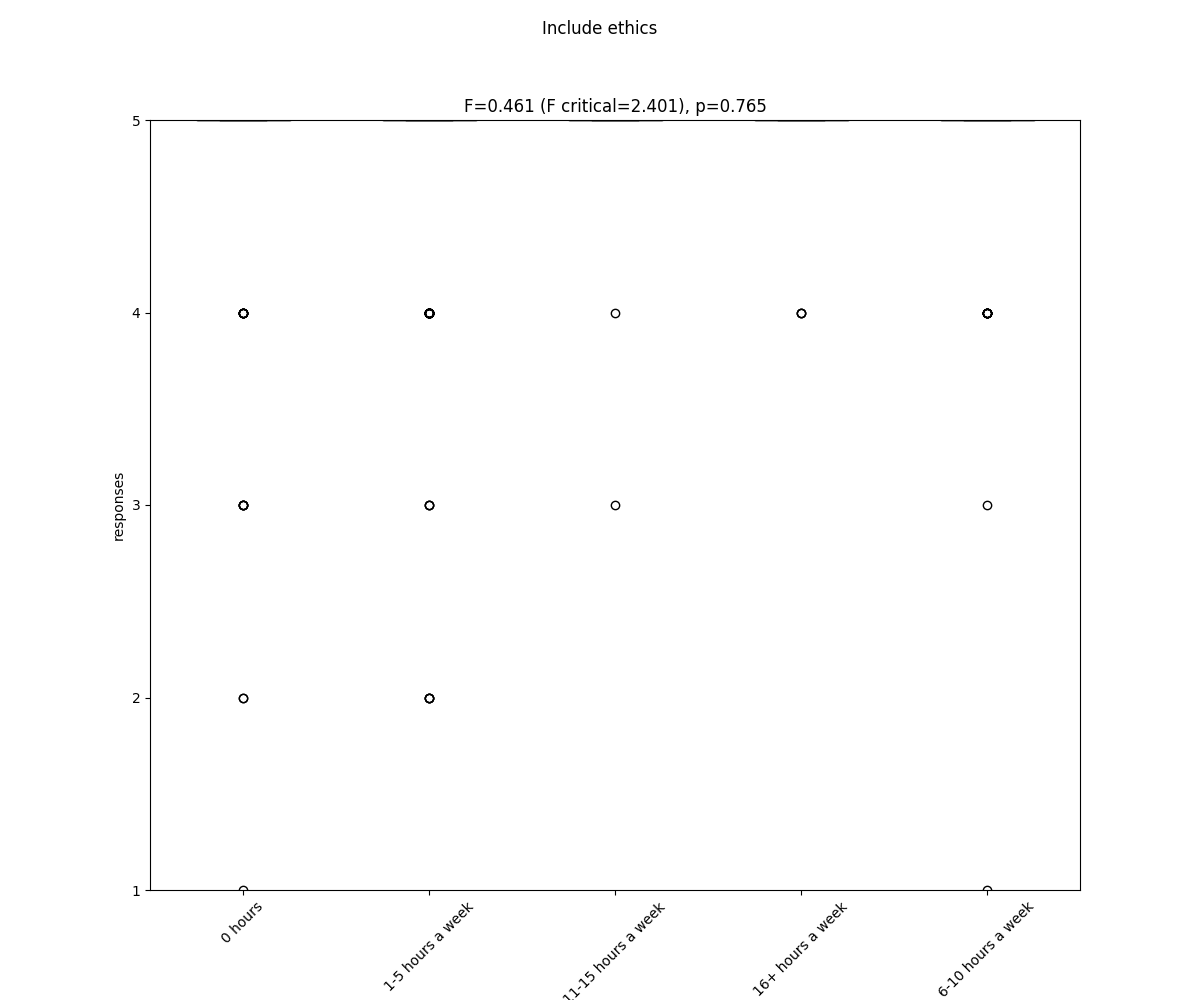 Include ethics
F=0.461 (F critical=2.401), p=0.765
5
4
3
2
1
responses
0 hours
1-5 hours a week
11-15 hours a week
16+ hours a week
6-10 hours a week